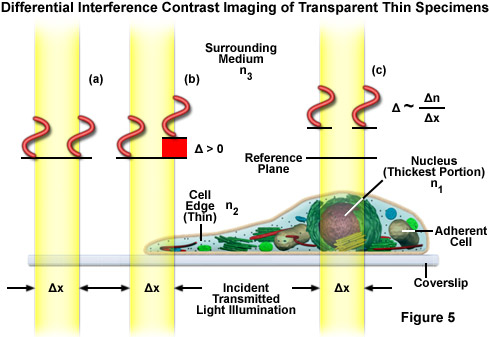 Differential Interference Contrast Imaging of Transparent Thin Specimens
(a)
(b)
Surrounding
Medium
n3
(c)
Δ ~ Δn
Δx
Δ > 0
Reference
Plane
Nucleus
(Thickest Portion)
n1
Cell
Edge
(Thin)
n2
Adherent
Cell
Coverslip
Δx
Δx
Incident
Transmitted
Light Illumination
Δx
Figure 5